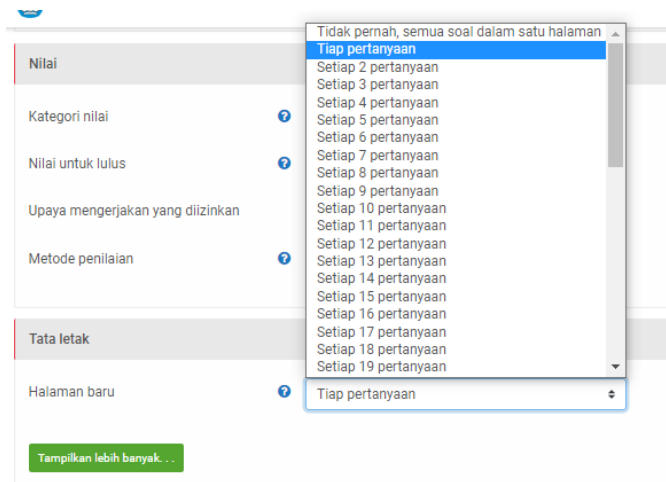 Nilai
Kategori nilai
Nilai untuk lulus
Upaya mengerjakan yang diizinkan
Metode penilaian
Tidak pernah, semua soal dalam satu halaman
Tiap pertanyaan
Setiap 2 pertanyaan
Setiap 3 pertanyaan
Setiap 4 pertanyaan
Setiap 5 pertanyaan
Setiap 6 pertanyaan
Setiap 7 pertanyaan
Setiap 8 pertanyaan
Setiap 9 pertanyaan
Setiap 10 pertanyaan
Setiap 11 pertanyaan
Setiap 12 pertanyaan
Setiap 13 pertanyaan
Setiap 14 pertanyaan
Setiap 15 pertanyaan
Setiap 16 pertanyaan
Setiap 17 pertanyaan
Setiap 18 pertanyaan
Setiap 19 pertanyaan
Tata letak
Halaman baru
Tiap pertanyaan
Tampilkan lebih banyak. . .